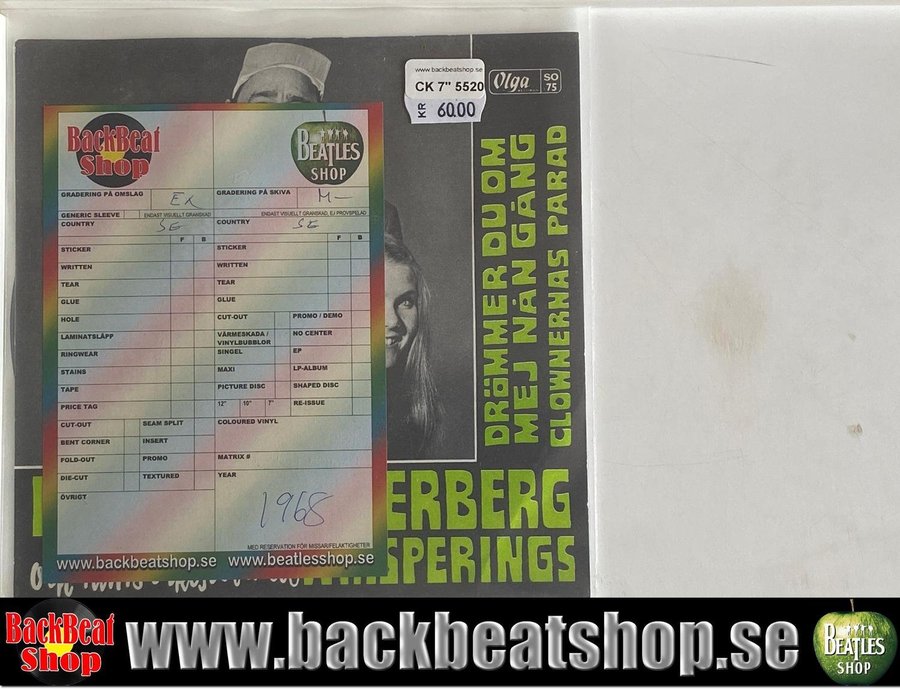 www.backbeatshop.se
CK 7" 5520
KR 60.00
Olga
SO
75
DRÖMMER DU OM
MEJ NÅN GÅNG
CLOWNERNAS PARAD
ERBERG
SPERINGS
BackBeat
Shop
BEATLES
SHOP
GRADERING PÅ OMSLAG EX
GRADERING PÅ SKIVA M-
GENERIC SLEEVE
ENDAST VISUELLT GRANSKAD
ENDAST VISUELLT GRANSKAD, EJ PROVSPELAD
COUNTRY SE
COUNTRY SE
F B
F B
STICKER
STICKER
WRITTEN
WRITTEN
TEAR
TEAR
GLUE
GLUE
HOLE
CUT-OUT
PROMO / DEMO
LAMINATSLÄPP
VÄRMESKADA /
VINYLBUBBLOR
NO CENTER
RINGWEAR
SINGEL
EP
STAINS
MAXI
LP-ALBUM
TAPE
PICTURE DISC
SHAPED DISC
PRICE TAG
12" 10" 7"
RE-ISSUE
CUT-OUT
SEAM SPLIT
COLOURED VINYL
BENT CORNER
INSERT
FOLD-OUT
PROMO
MATRIX #
DIE-CUT
TEXTURED
YEAR
ÖVRIGT
1968
MED RESERVATION FÖR MISSAR/FELAKTIGHETER
www.backbeatshop.se www.beatlesshop.se
BackBeat
Shop
www.backbeatshop.se
BEATLES
SHOP